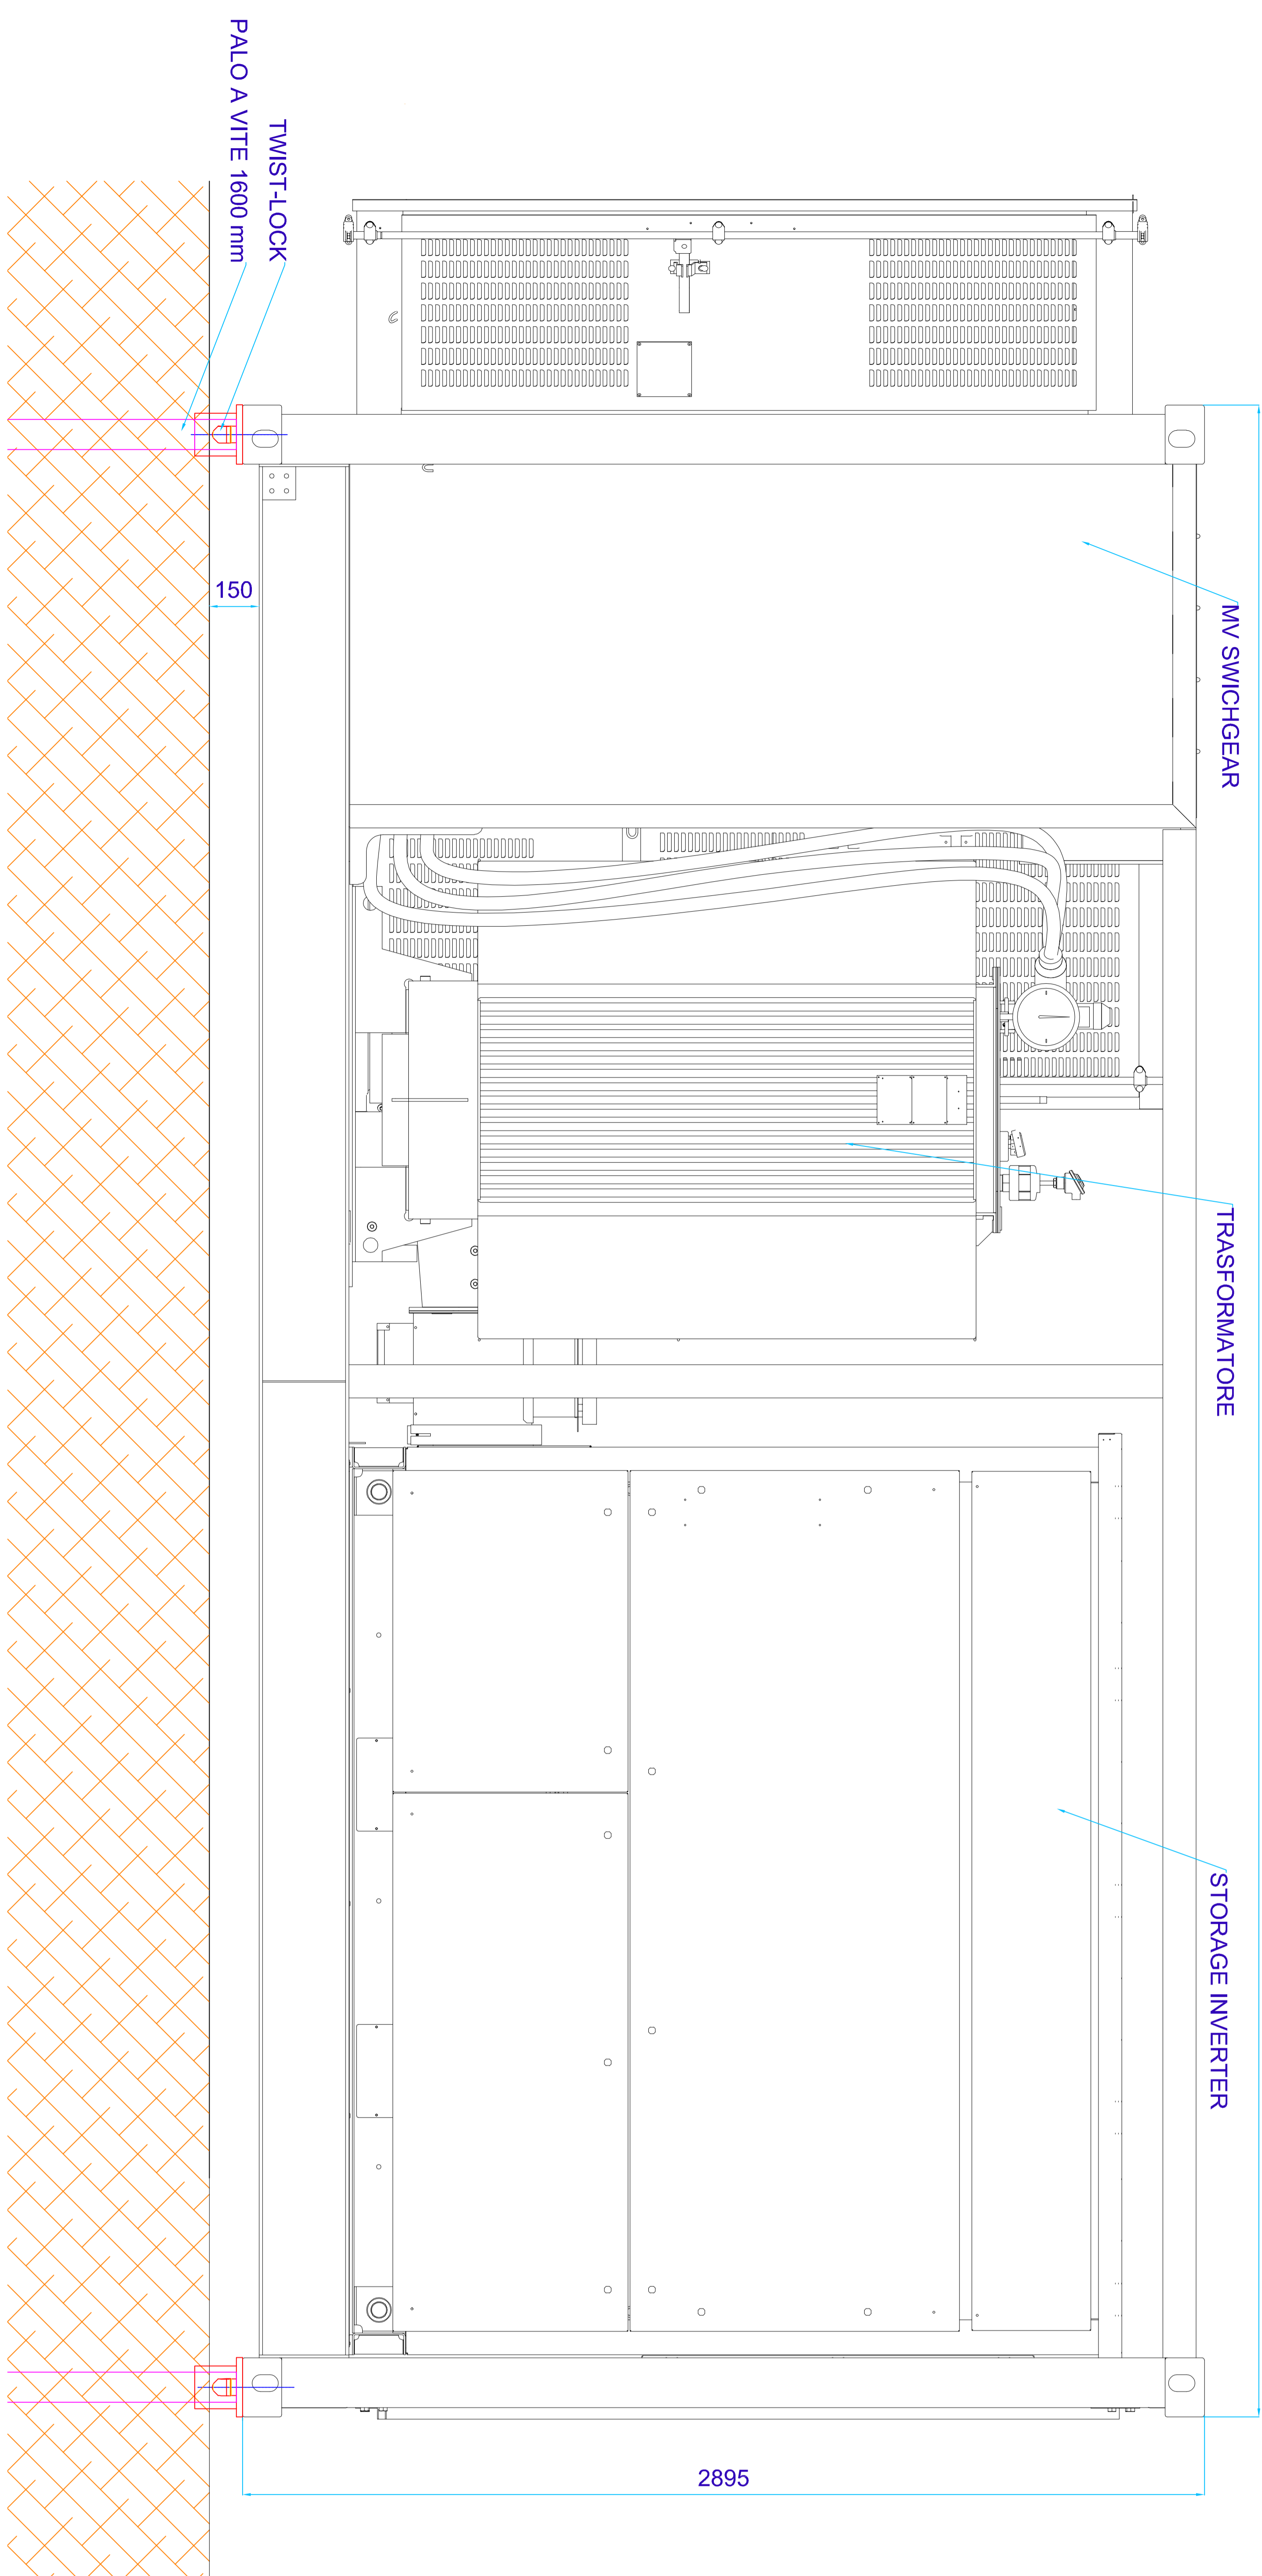 MV SWICHGEAR
TRASFORMATORE
STORAGE INVERTER
TWIST-LOCK
PALO A VITE 1600 mm
150
2895